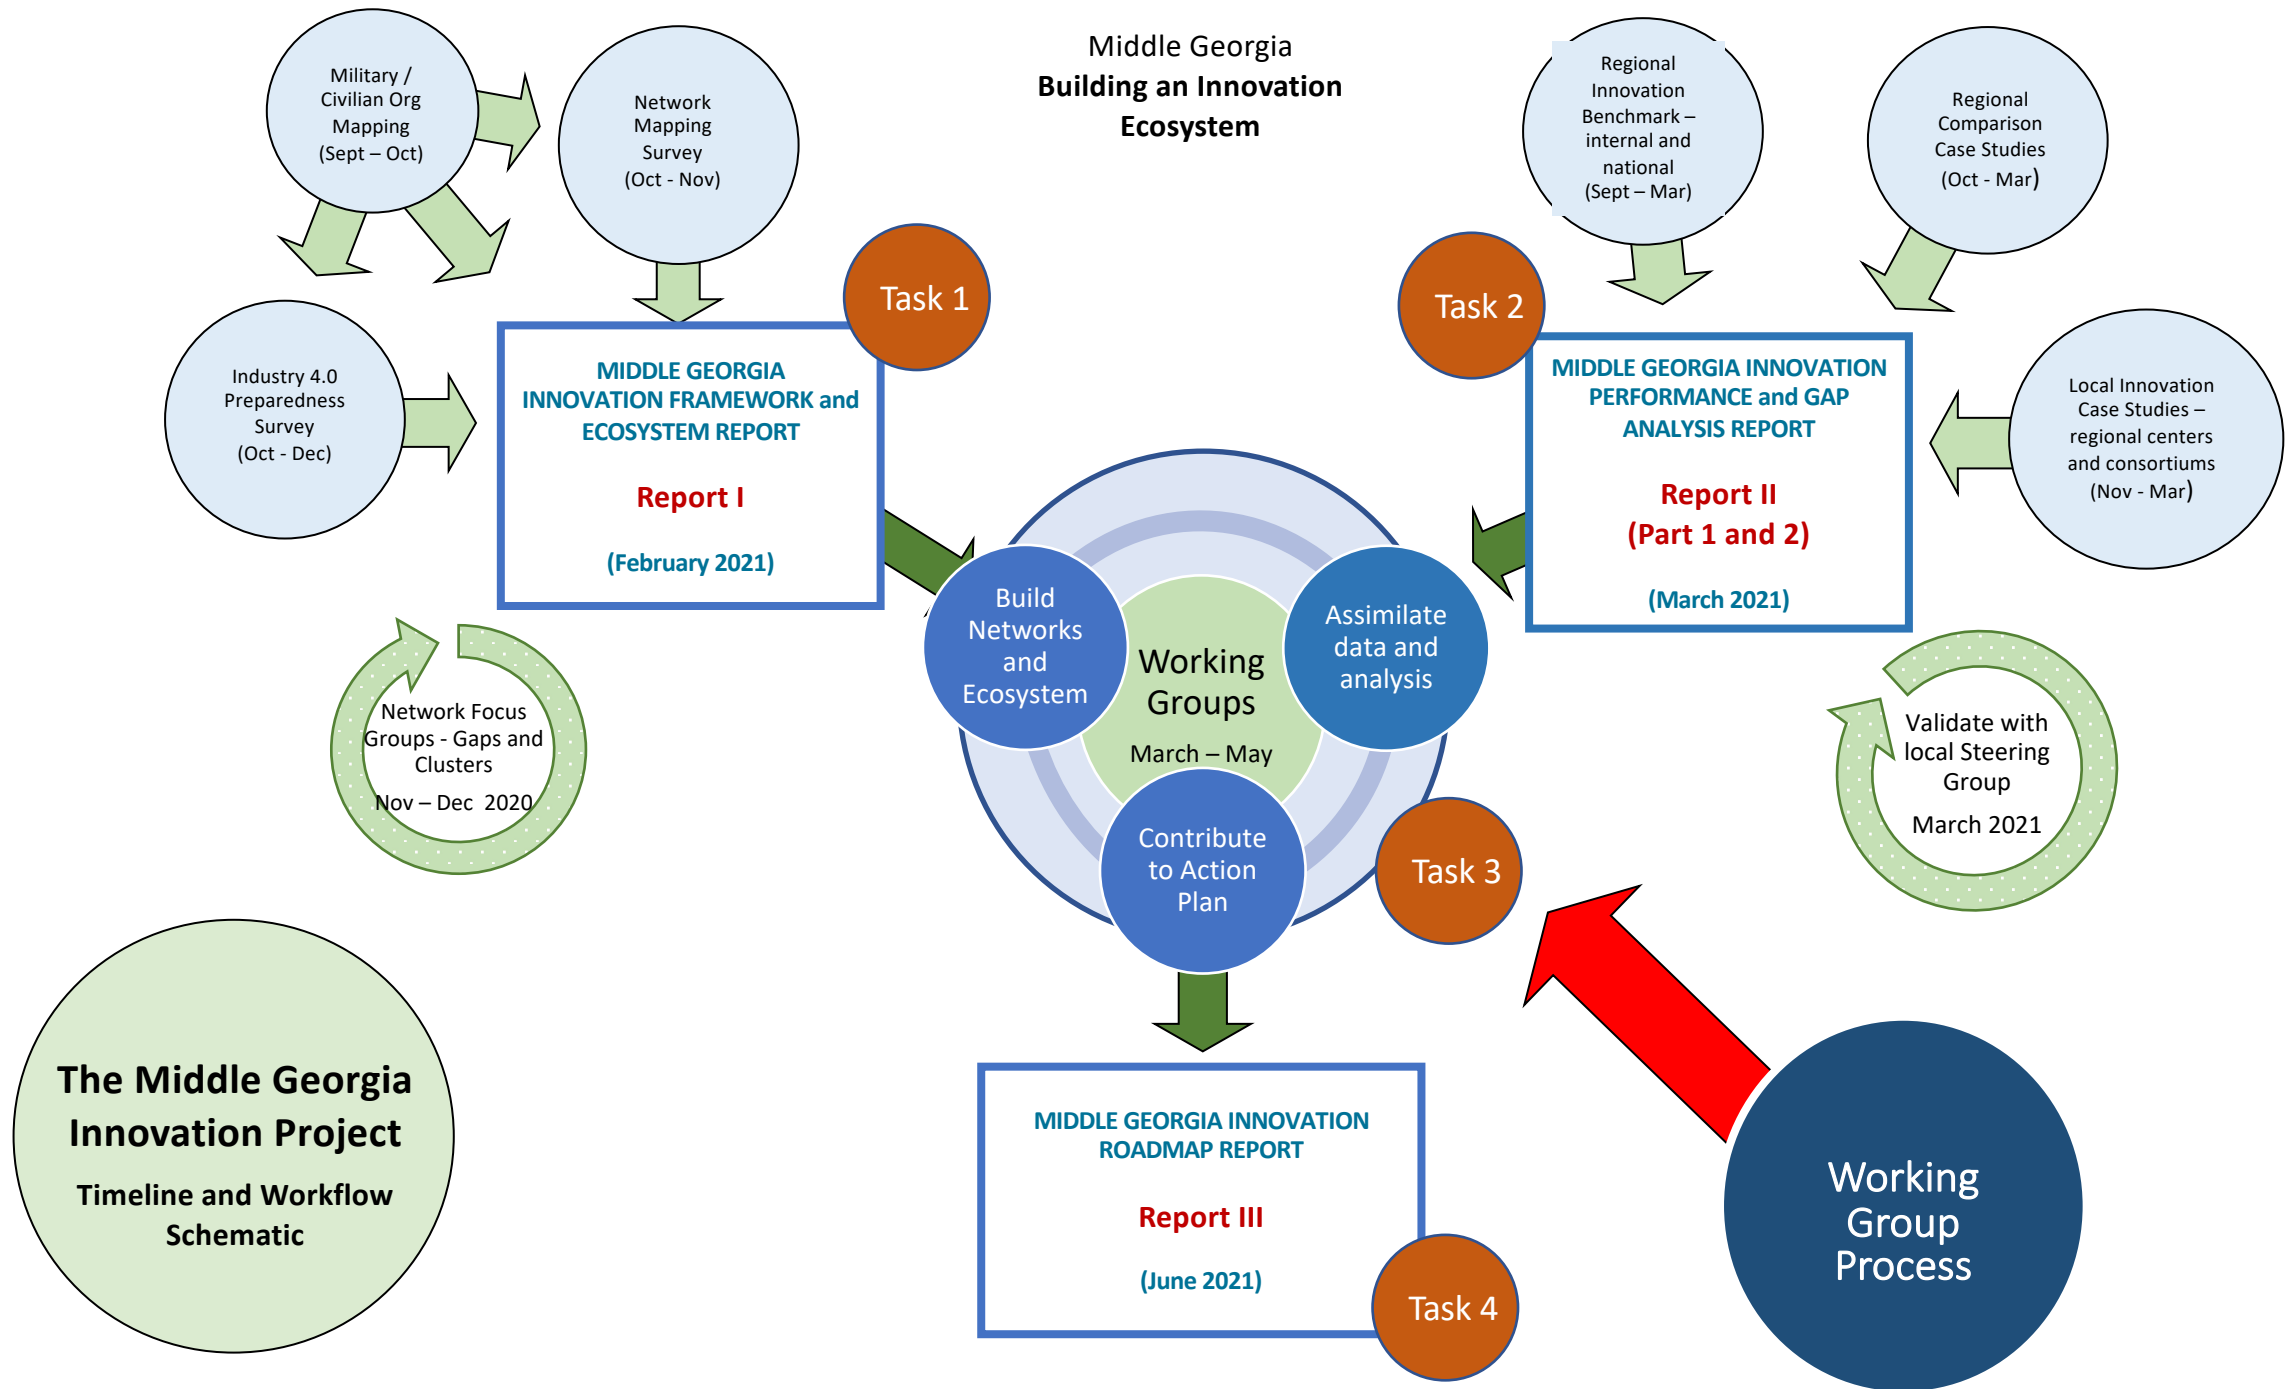 Middle Georgia
Building an Innovation
Ecosystem
Military /
Civilian Org
Mapping
(Sept – Oct)
Network
Mapping
Survey
(Oct - Nov)
Regional
Innovation
Benchmark –
internal and
national
(Sept – Mar)
Regional
Comparison
Case Studies
(Oct - Mar)
Task 1
Task 2
Industry 4.0
Preparedness
Survey
(Oct - Dec)
MIDDLE GEORGIA
INNOVATION FRAMEWORK and
ECOSYSTEM REPORT
Report I
(February 2021)
MIDDLE GEORGIA INNOVATION
PERFORMANCE and GAP
ANALYSIS REPORT
Report II
(Part 1 and 2)
(March 2021)
Local Innovation
Case Studies –
regional centers
and consortiums
(Nov - Mar)
Build
Networks
and
Ecosystem
Working
Groups
March – May
Assimilate
data and
analysis
Network Focus
Groups - Gaps and
Clusters
Nov – Dec 2020
Validate with
local Steering
Group
March 2021
Contribute
to Action
Plan
Task 3
The Middle Georgia
Innovation Project
Timeline and Workflow
Schematic
MIDDLE GEORGIA INNOVATION
ROADMAP REPORT
Report III
(June 2021)
Task 4
Working
Group
Process